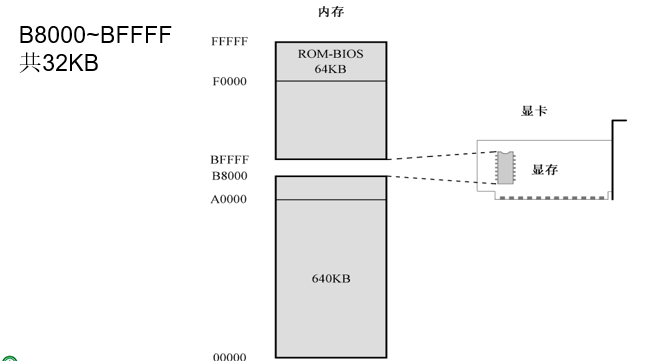 B8000~BFFFF
共32KB
内存
FFFFF
ROM-BIOS
64KB
F0000
BFFFF
B8000
A0000
640KB
00000
显卡
显存